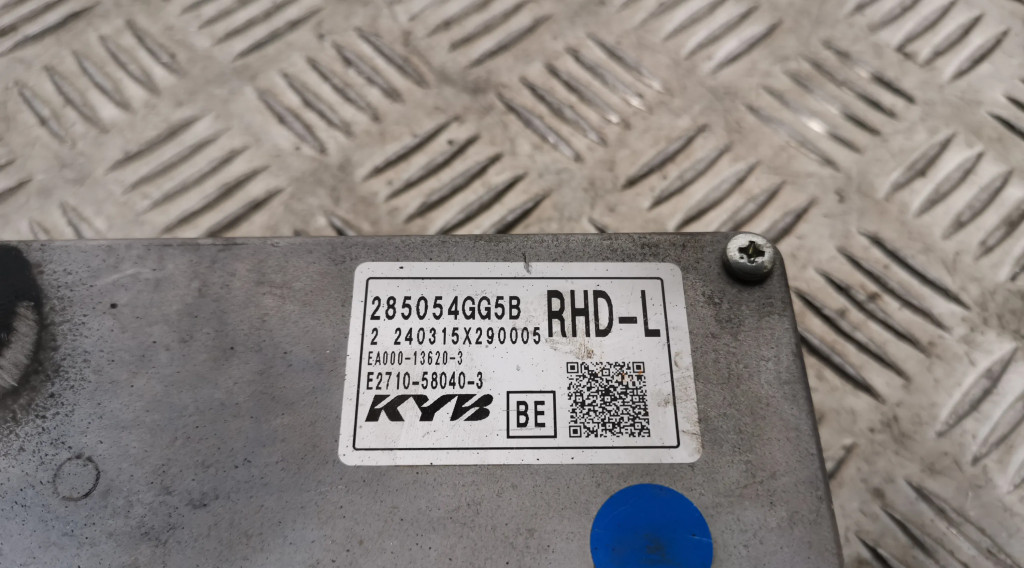 285054GG5B RHD-L
2 240315X290005
EA000-13620-3
E2710-58040-3
KYB BE